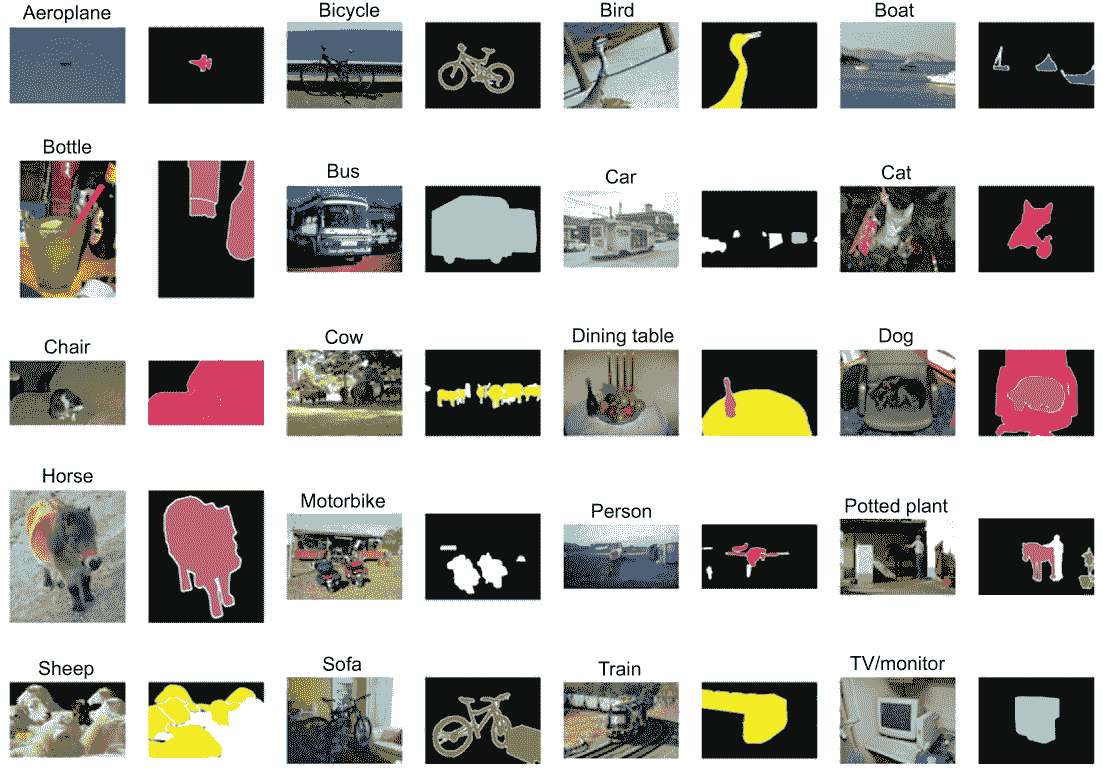 Aeroplane
Bicycle
Bird
Boat
Bottle
Bus
Car
Cat
Chair
Cow
Dining table
Dog
Horse
Motorbike
Person
Potted plant
Sheep
Sofa
Train
TV/monitor